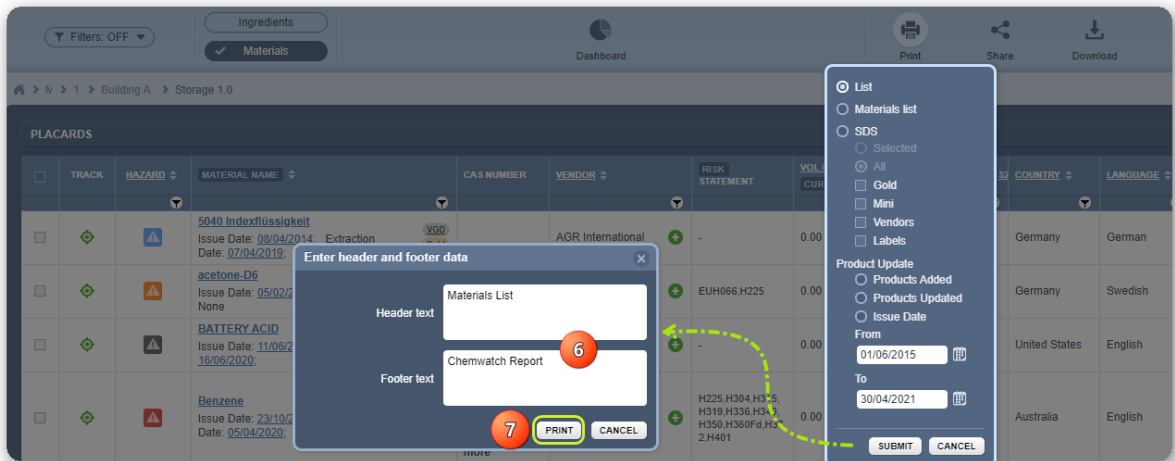 Filters: OFF
Ingredients
Materials
Dashboard
Print
Share
Download
1 > Building A > Storage 1.0
PLACARDS
TRACK
HAZARD
MATERIAL NAME
CAS NUMBER
VENDOR
RISK
STATEMENT
COUNTRY
LANGUAGE
5040 Indexflüssigkeit
VGD
Issue Date: 08/04/2014; Extraction
Date: 07/04/2019;
AGR International
-
0.00
Germany
German
acetone-D6
Issue Date: 05/02/2
None
EUH066,H225
0.00
Germany
Swedish
BATTERY ACID
Issue Date: 11/06/2
16/06/2020;
-
0.00
United States
English
Benzene
Issue Date: 23/10/2
Date: 05/04/2020;
more
H225,H304,H315,
H319,H336,H340,
H350,H360Fd,H37
2,H401
0.00
Australia
English
Enter header and footer data
Header text
Materials List
6
Footer text
Chemwatch Report
7
PRINT
CANCEL
List
Materials list
SDS
Selected
All
Gold
Mini
Vendors
Labels
Product Update
Products Added
Products Updated
Issue Date
From
01/06/2015
To
30/04/2021
SUBMIT
CANCEL